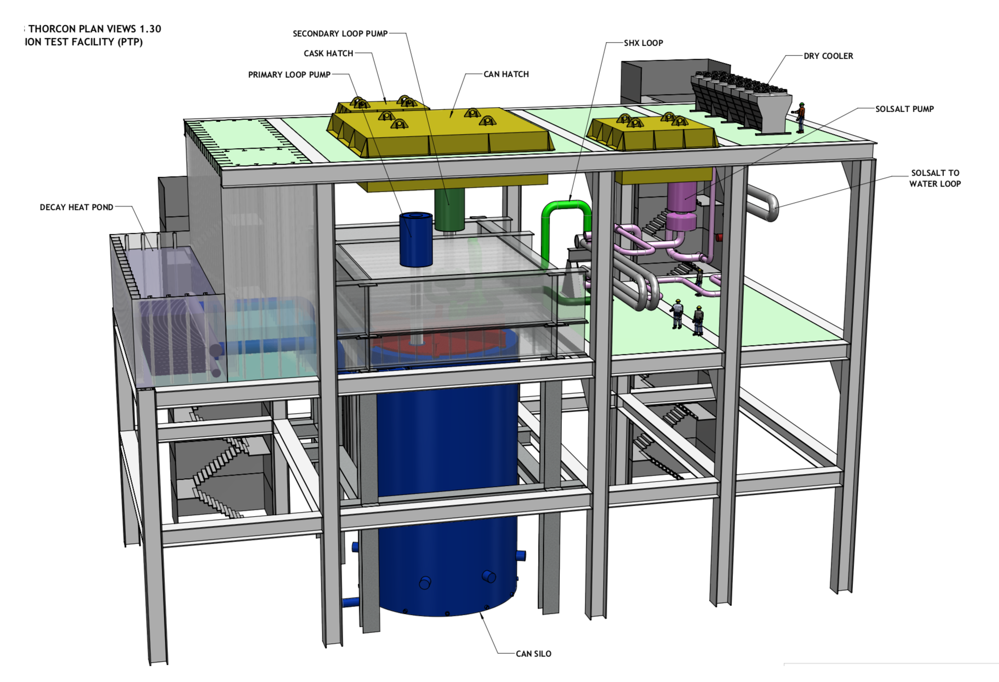 THORCON PLAN VIEWS 1.30
ION TEST FACILITY (PTP)
SECONDARY LOOP PUMP
CASK HATCH
PRIMARY LOOP PUMP
CAN HATCH
SHX LOOP
DRY COOLER
SOLSALT PUMP
SOLSALT TO
WATER LOOP
DECAY HEAT POND
CAN SILO